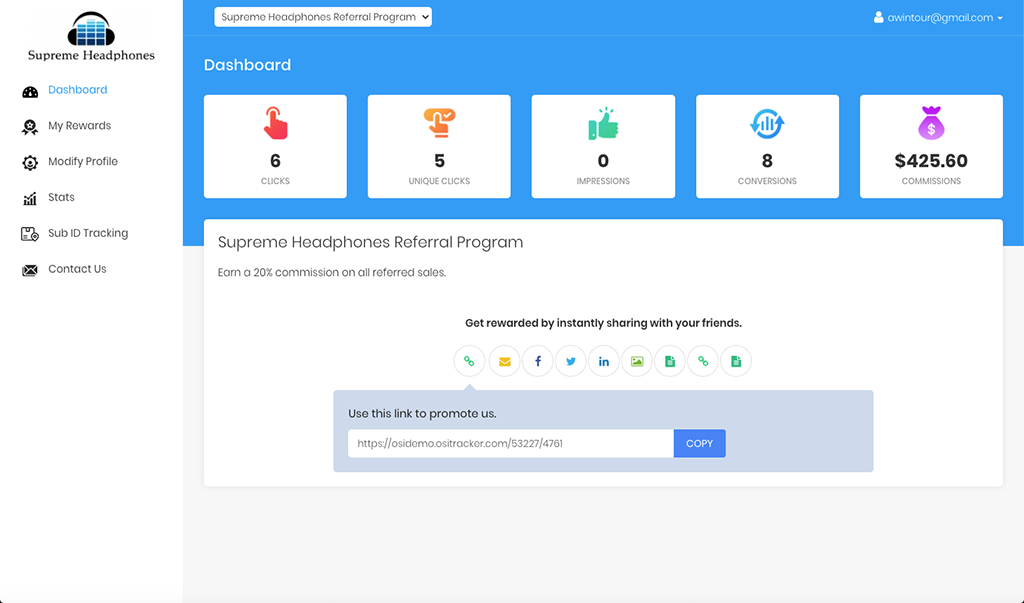 Supreme Headphones
Dashboard
My Rewards
Modify Profile
Stats
Sub ID Tracking
Contact Us
Supreme Headphones Referral Program
awintour@gmail.com
Dashboard
6
CLICKS
5
UNIQUE CLICKS
0
IMPRESSIONS
8
CONVERSIONS
$
$425.60
COMMISSIONS
Supreme Headphones Referral Program
Earn a 20% commission on all referred sales.
Get rewarded by instantly sharing with your friends.
Use this link to promote us.
https://osidemo.ositracker.com/53227/4761
COPY